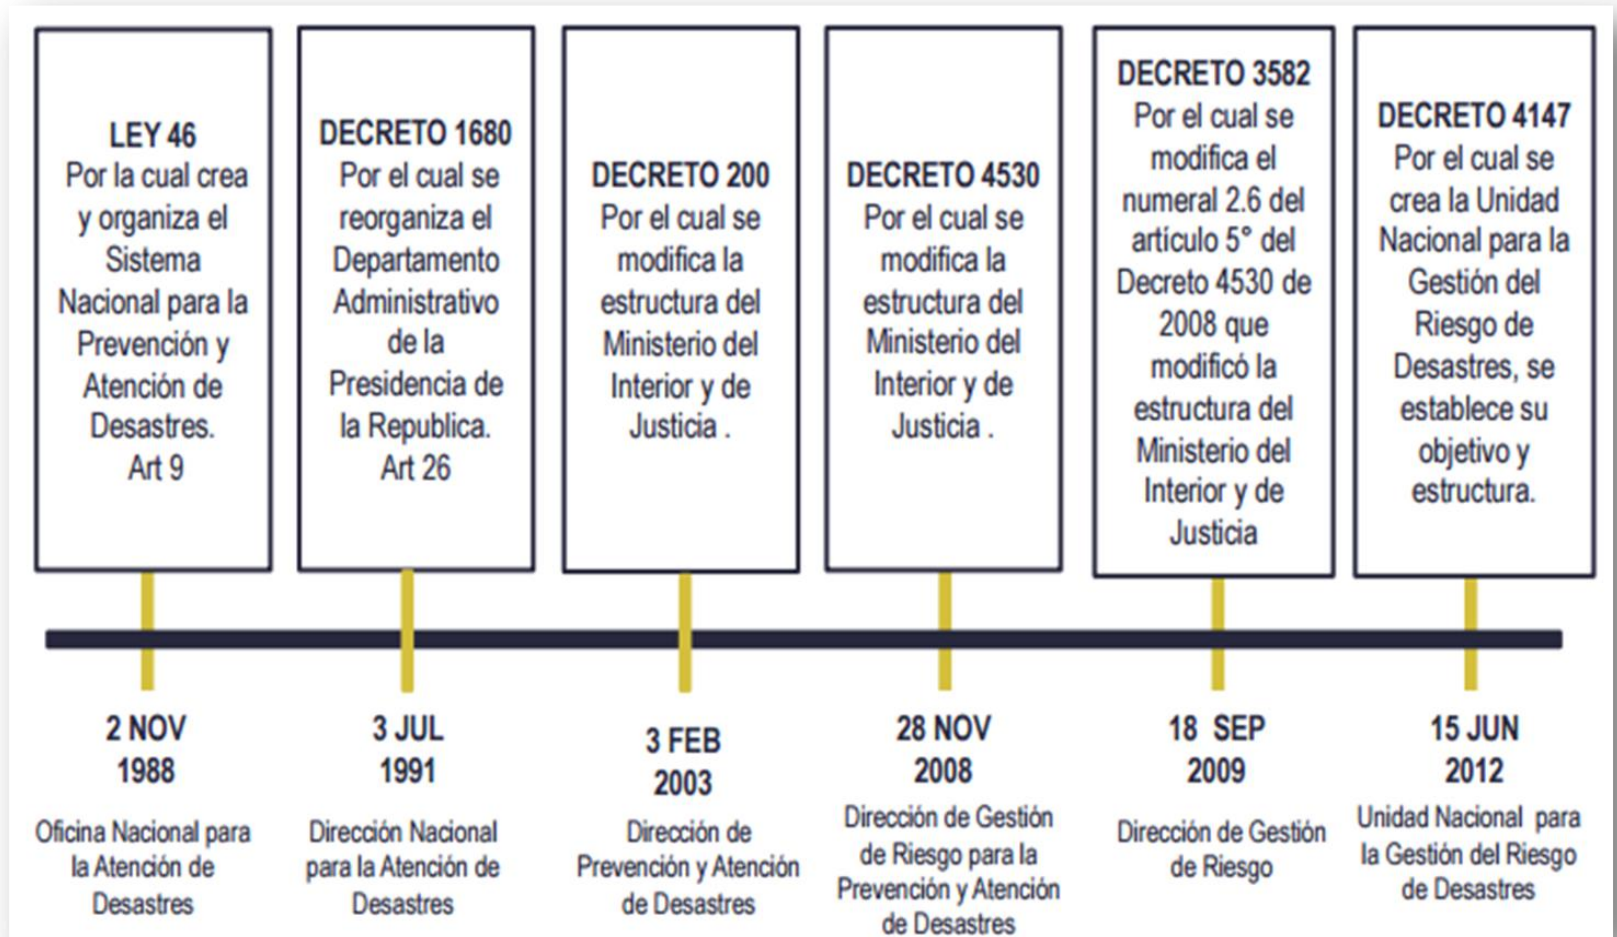 LEY 46
Por la cual crea
y organiza el
Sistema
Nacional para la
Prevención y
Atención de
Desastres.
Art 9
DECRETO 1680
Por el cual se
reorganiza el
Departamento
Administrativo
de la
Presidencia de
la Republica.
Art 26
DECRETO 200
Por el cual se
modifica la
estructura del
Ministerio del
Interior y de
Justicia .
DECRETO 4530
Por el cual se
modifica la
estructura del
Ministerio del
Interior y de
Justicia .
DECRETO 3582
Por el cual se
modifica el
numeral 2.6 del
artículo 5° del
Decreto 4530 de
2008 que
modificó la
estructura del
Ministerio del
Interior y de
Justicia
DECRETO 4147
Por el cual se
crea la Unidad
Nacional para la
Gestión del
Riesgo de
Desastres, se
establece su
objetivo y
estructura.
2 NOV
1988
Oficina Nacional para
la Atención de
Desastres
3 JUL
1991
Dirección Nacional
para la Atención de
Desastres
3 FEB
2003
Dirección de
Prevención y Atención
de Desastres
28 NOV
2008
Dirección de Gestión
de Riesgo para la
Prevención y Atención
de Desastres
18 SEP
2009
Dirección de Gestión
de Riesgo
15 JUN
2012
Unidad Nacional para
la Gestión del Riesgo
de Desastres